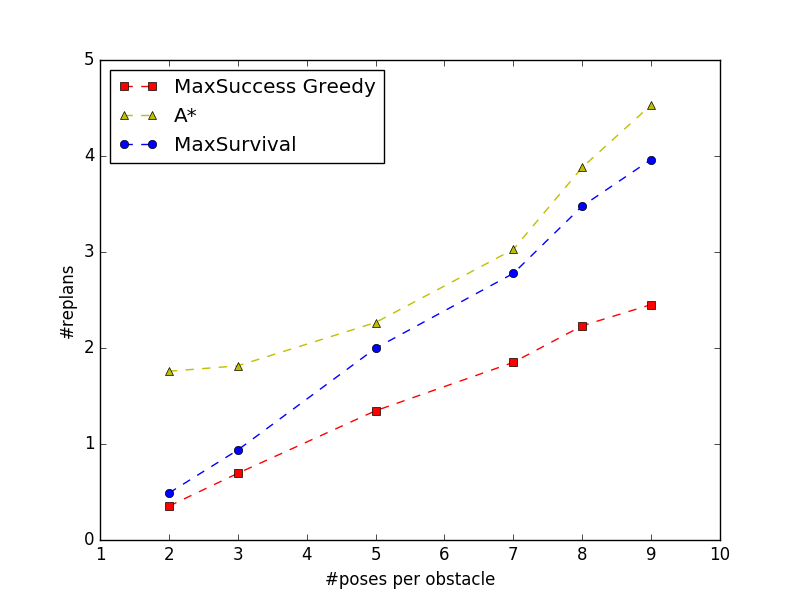 5
4
3
2
1
0
#replans
MaxSuccess Greedy
A*
MaxSurvival
1 2 3 4 5 6 7 8 9 10
#poses per obstacle